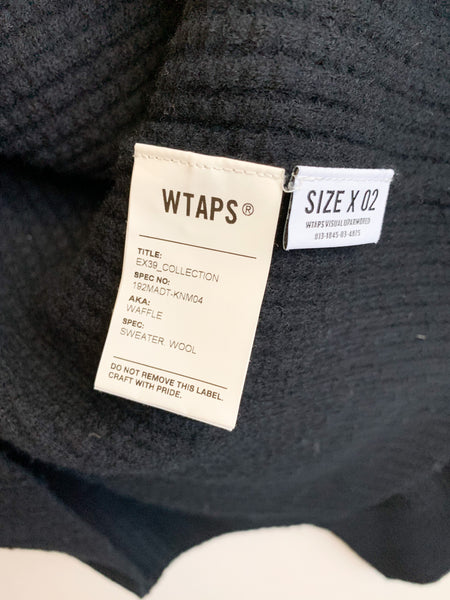 WTAPS®
TITLE:
EX39_COLLECTION
SPEC NO:
192MADT-KNM04
AKA:
WAFFLE
SPEC:
SWEATER. WOOL
DO NOT REMOVE THIS LABEL.
CRAFT WITH PRIDE.
SIZE X 02
WTAPS VISUAL UPARMORED